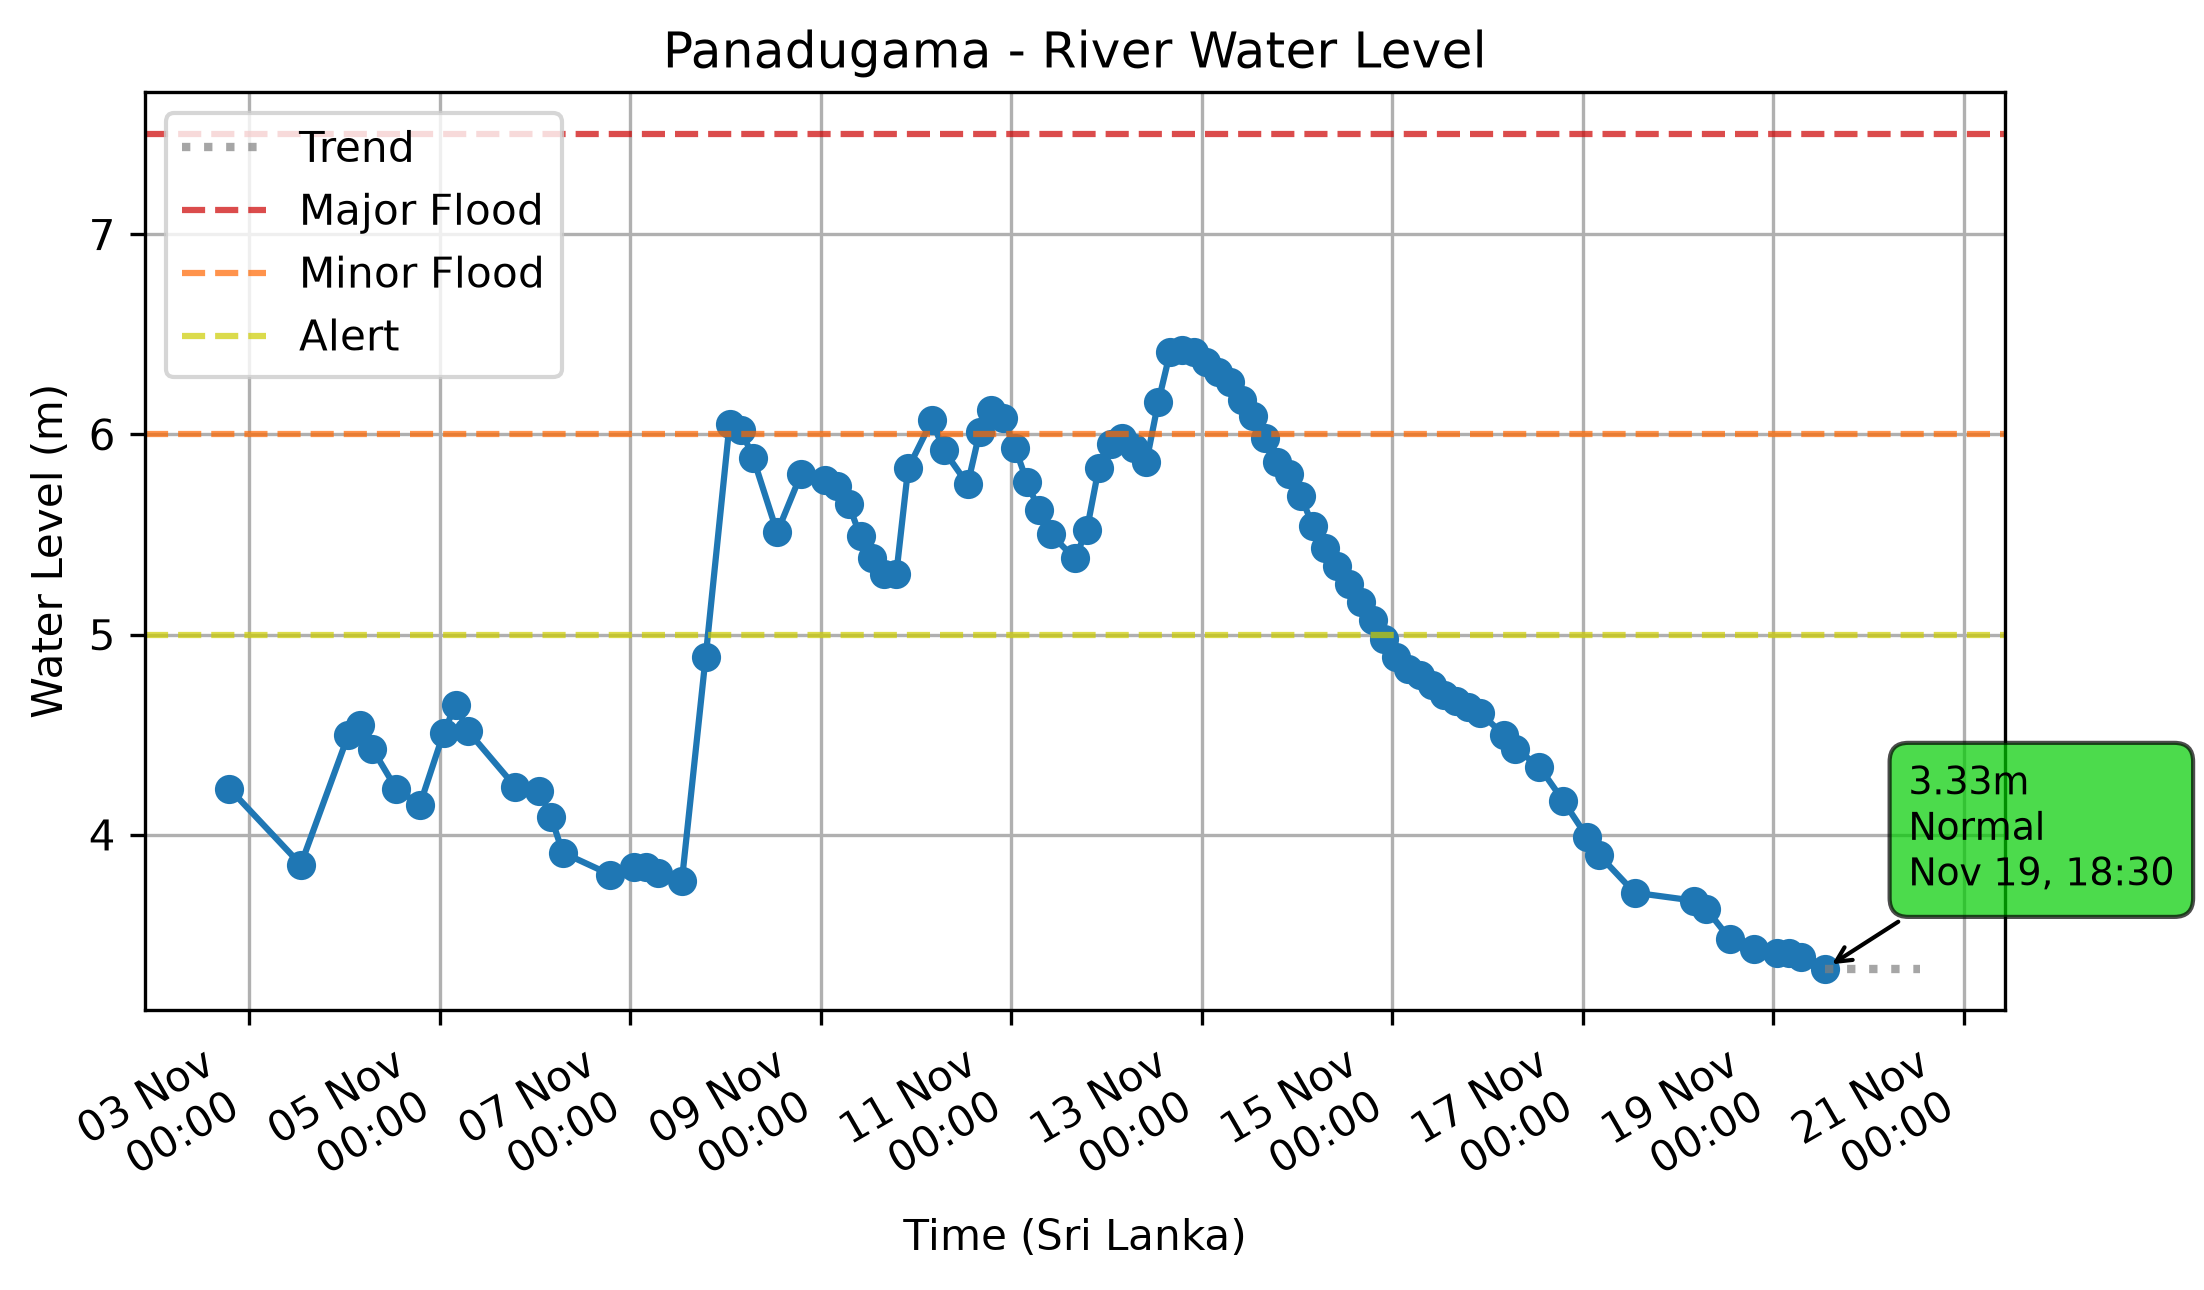 Panadugama - River Water Level
Trend
Major Flood
Minor Flood
Alert
Water Level (m)
7
6
5
4
3.33m
Normal
Nov 19, 18:30
03 Nov
00:00
05 Nov
00:00
07 Nov
00:00
09 Nov
00:00
11 Nov
00:00
13 Nov
00:00
15 Nov
00:00
17 Nov
00:00
19 Nov
00:00
21 Nov
00:00
Time (Sri Lanka)